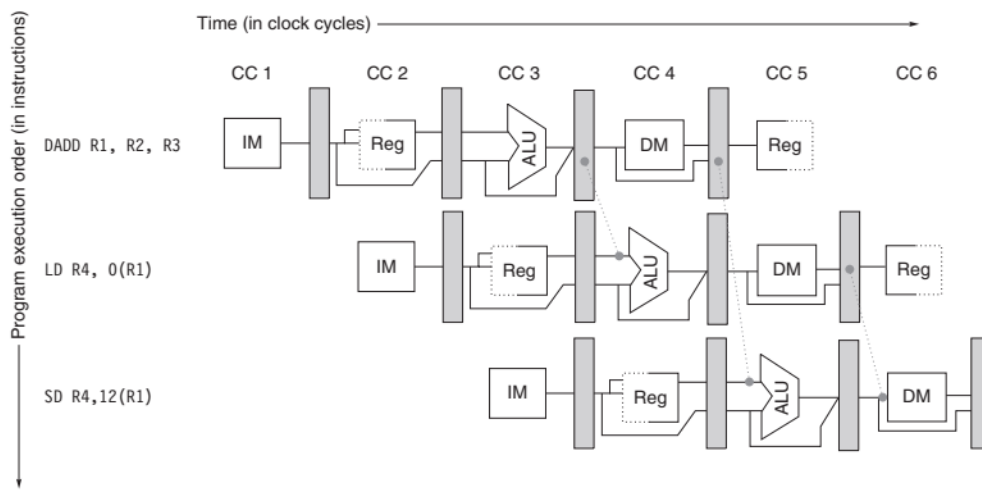 Time (in clock cycles)
CC 1 CC 2 CC 3 CC 4 CC 5 CC 6
Program execution order (in instructions)
DADD R1, R2, R3 IM Reg ALU DM Reg
LD R4, 0(R1) IM Reg ALU DM Reg
SD R4,12(R1) IM Reg ALU DM